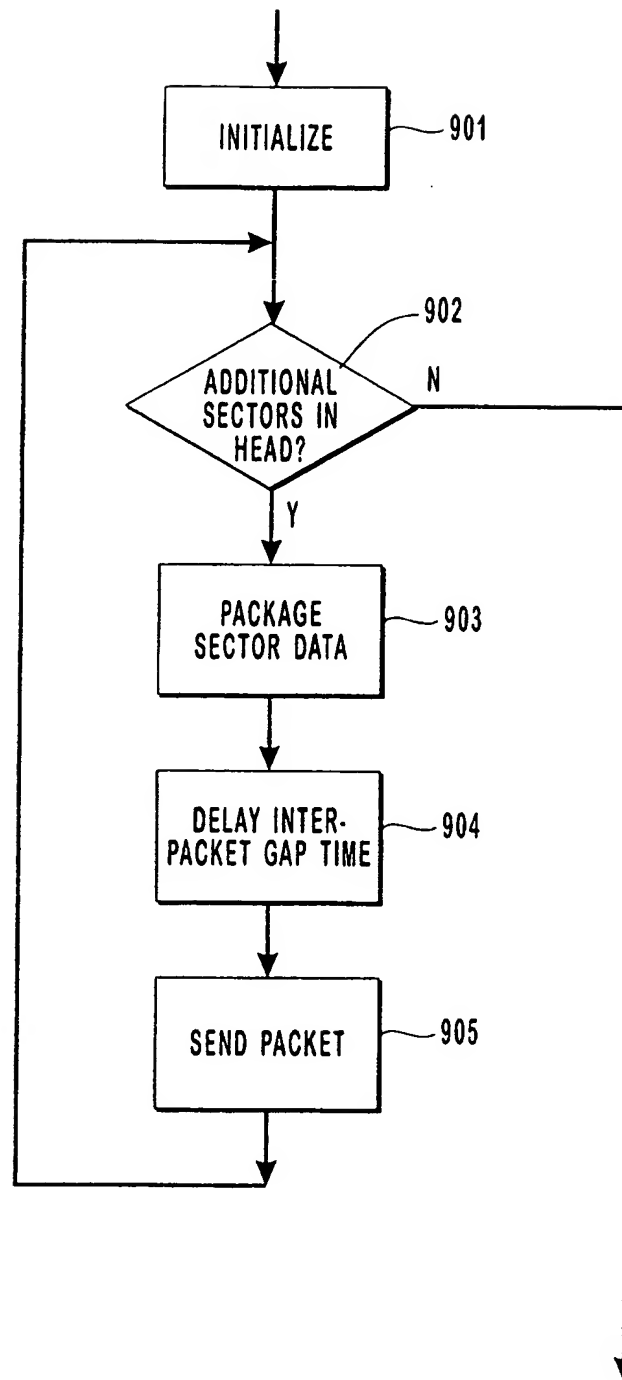 INITIALIZE
901
902
ADDITIONAL
SECTORS IN
HEAD?
N
Y
PACKAGE
SECTOR DATA
903
DELAY INTER-
PACKET GAP TIME
904
SEND PACKET
905